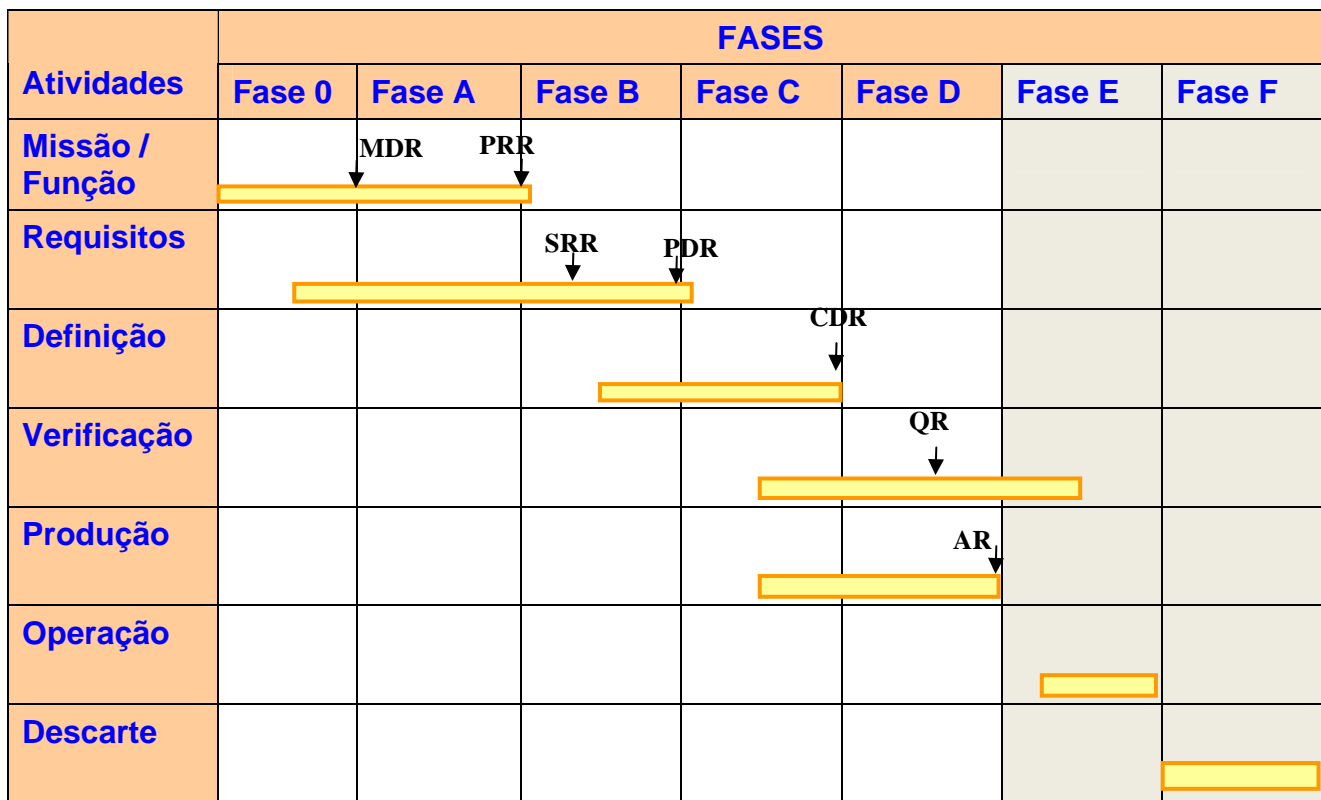 FASES
Atividades
Fase 0 Fase A Fase B Fase C Fase D Fase E Fase F
Missão /
Função
MDR PRR
Requisitos
SRR PDR
Definição
CDR
Verificação
QR
Produção
AR
Operação
Descarte